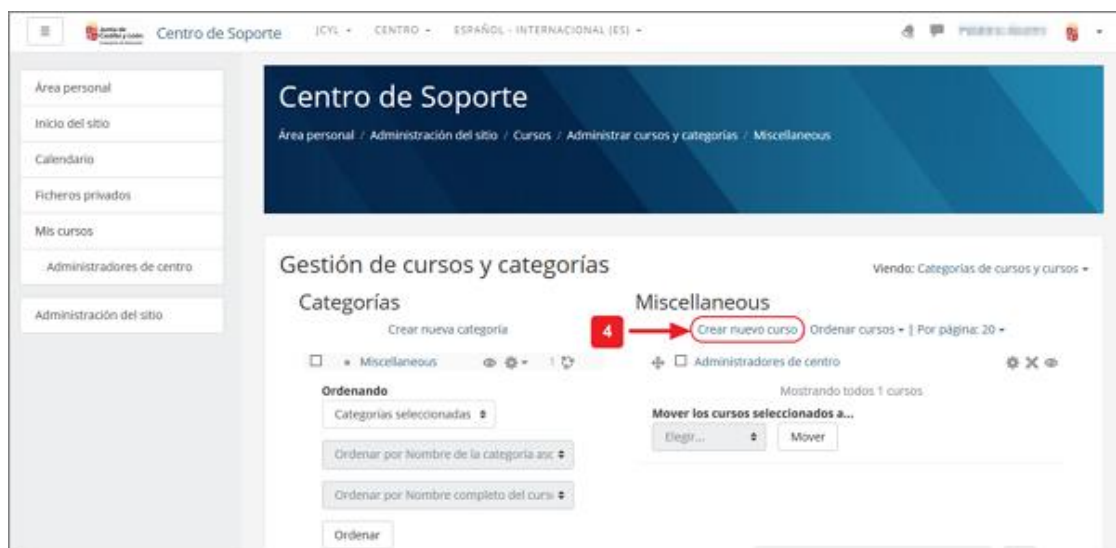 Junta de Castilla y León Centro de Soporte JCYL CENTRO ESPAÑOL - INTERNACIONAL (ES)
Área personal
Inicio del sitio
Calendario
Ficheros privados
Mis cursos
Administradores de centro
Administración del sitio
Centro de Soporte
Área personal / Administración del sitio / Cursos / Administrar cursos y categorías / Miscellaneous
Gestión de cursos y categorías
Viendo: Categorías de cursos y cursos
Categorías
Crear nueva categoría
Miscellaneous 1
Ordenando
Categorías seleccionadas
Ordenar por Nombre de la categoría asc
Ordenar por Nombre completo del curs
Ordenar
Miscellaneous
4 Crear nuevo curso Ordenar cursos | Por página: 20
Administradores de centro
Mostrando todos 1 cursos
Mover los cursos seleccionados a...
Elegir... Mover